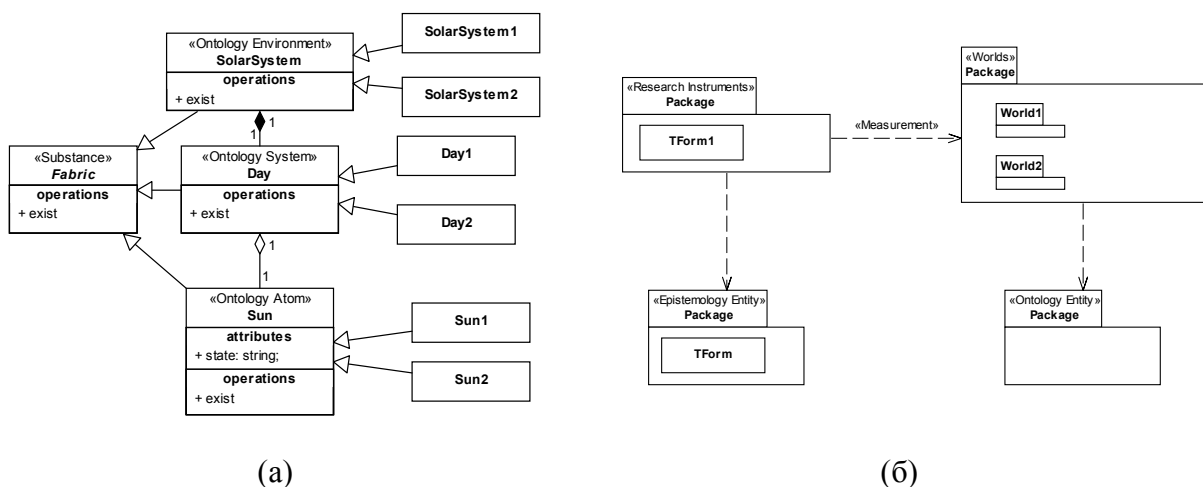 «Ontology Environment»
SolarSystem
operations
+ exist
SolarSystem1
SolarSystem2
1
1
«Substance»
Fabric
operations
+ exist
«Ontology System»
Day
operations
+ exist
Day1
Day2
1
1
«Ontology Atom»
Sun
attributes
+ state: string;
operations
+ exist
Sun1
Sun2
(а)
«Research Instruments»
Package
TForm1
«Measurement»
«Worlds»
Package
World1
World2
«Epistemology Entity»
Package
TForm
«Ontology Entity»
Package
(б)